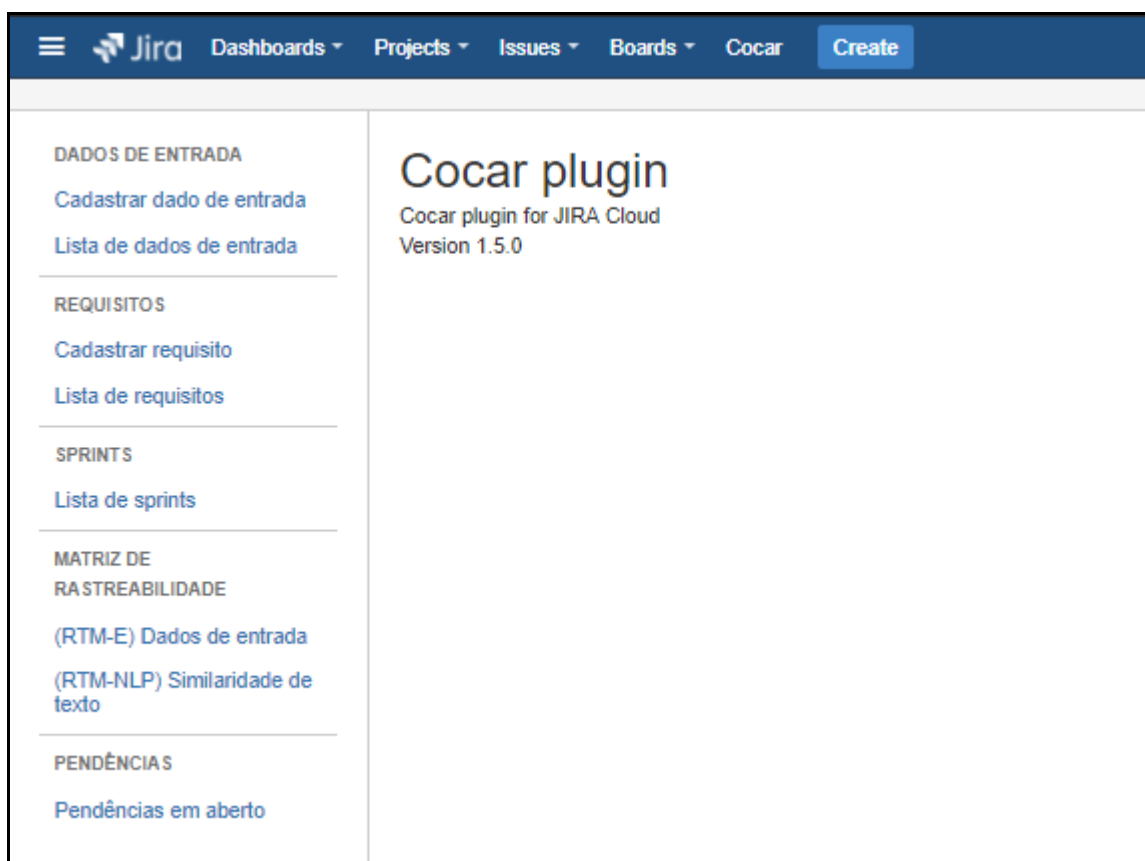 Jira Dashboards Projects Issues Boards Cocar Create
DADOS DE ENTRADA
Cadastrar dado de entrada
Lista de dados de entrada
REQUISITOS
Cadastrar requisito
Lista de requisitos
SPRINTS
Lista de sprints
MATRIZ DE
RASTREABILIDADE
(RTM-E) Dados de entrada
(RTM-NLP) Similaridade de
texto
PENDÊNCIAS
Pendências em aberto
Cocar plugin
Cocar plugin for JIRA Cloud
Version 1.5.0